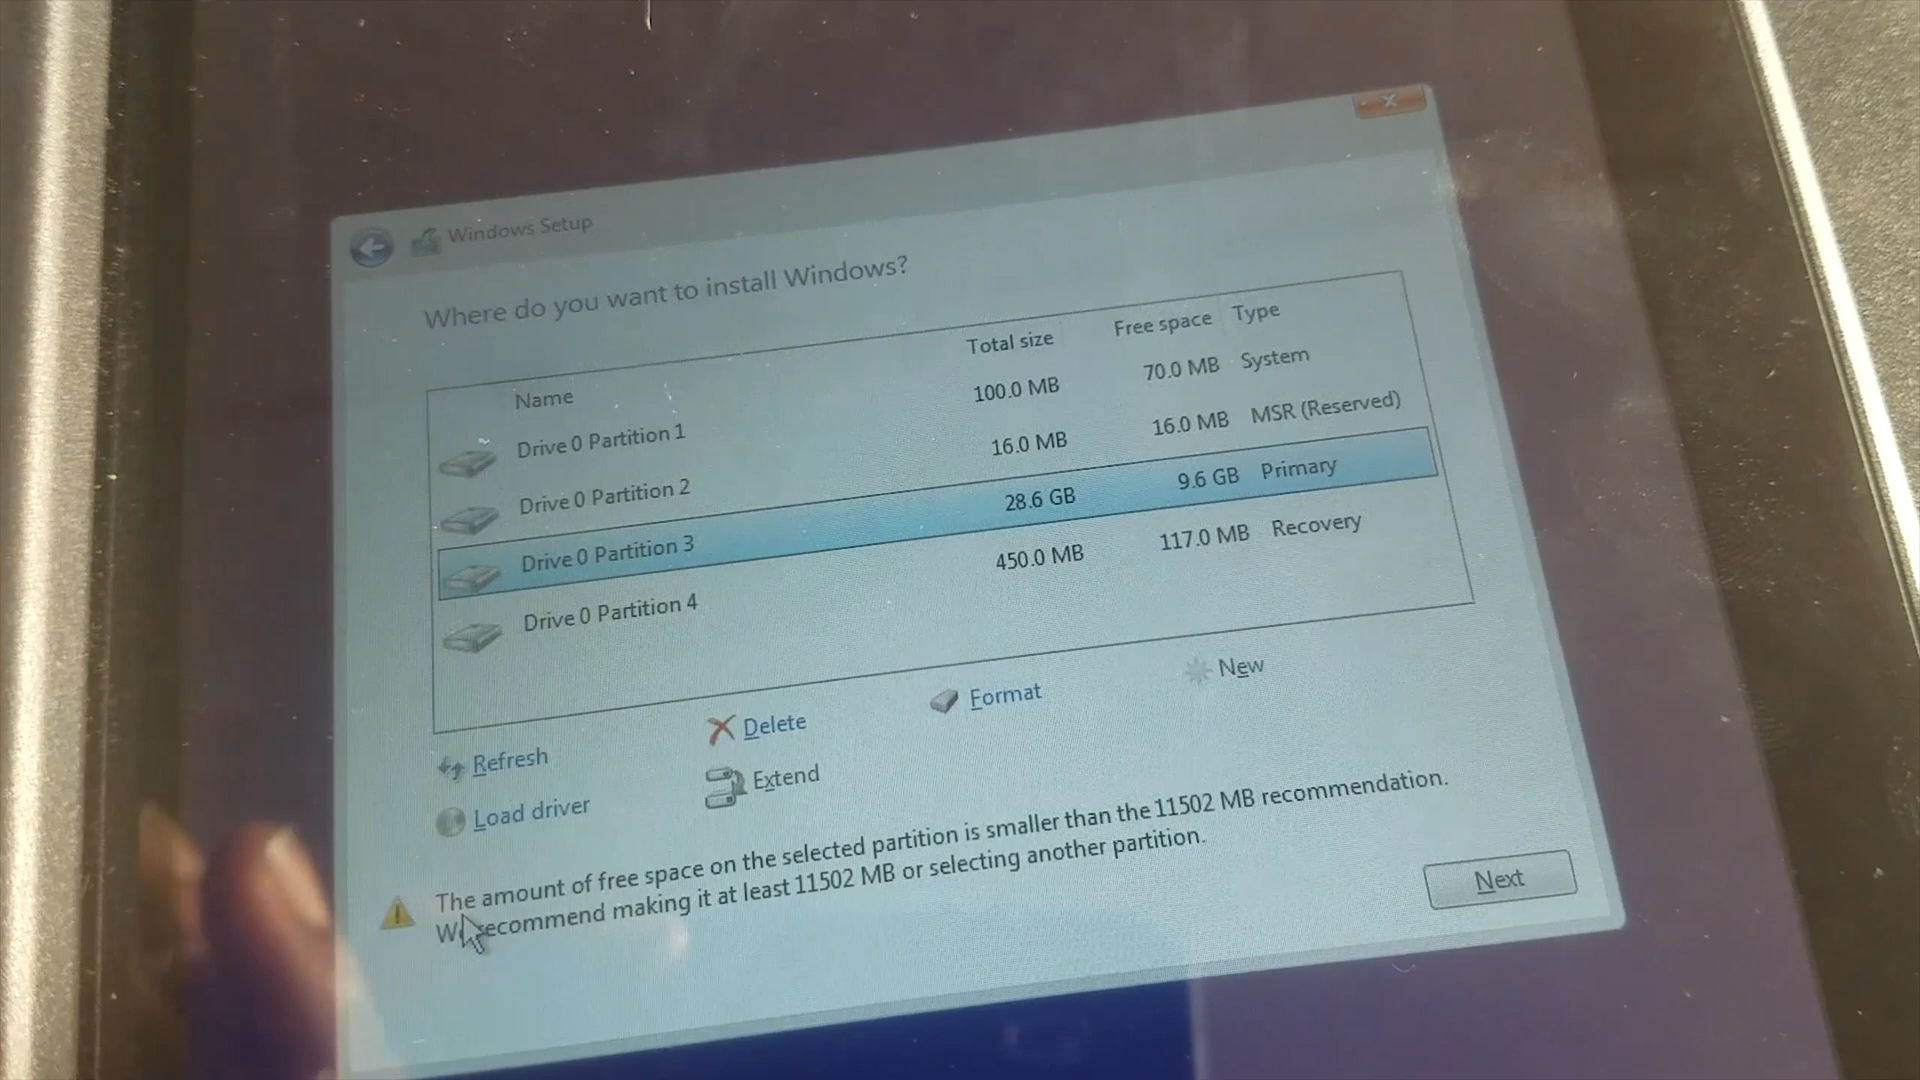 Windows Setup
Where do you want to install Windows?
Name Total size Free space Type
Drive 0 Partition 1 100.0 MB 70.0 MB System
Drive 0 Partition 2 16.0 MB 16.0 MB MSR (Reserved)
Drive 0 Partition 3 28.6 GB 9.6 GB Primary
Drive 0 Partition 4 450.0 MB 117.0 MB Recovery
Refresh Delete Format New
Load driver Extend
The amount of free space on the selected partition is smaller than the 11502 MB recommendation.
We recommend making it at least 11502 MB or selecting another partition.
Next